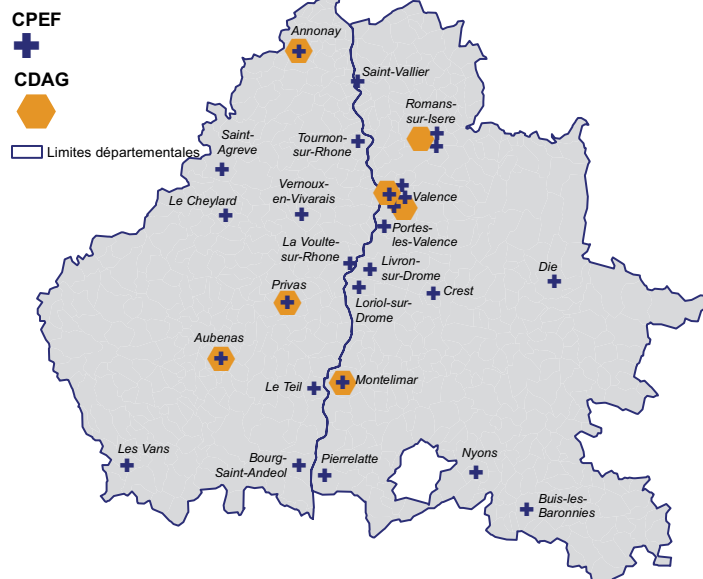 CPEF
CDAG
Limites départementales
Annonay
Saint-Vallier
Romans-
sur-Isere
Saint-
Agreve
Tournon-
sur-Rhone
Le Cheylard
Vernoux-
en-Vivarais
Valence
Portes-
les-Valence
La Voulte-
sur-Rhone
Livron-
sur-Drome
Die
Privas
Loriol-sur-
Drome
Crest
Aubenas
Le Teil
Montelimar
Les Vans
Bourg-
Saint-Andeol
Pierrelatte
Nyons
Buis-les-
Baronnies